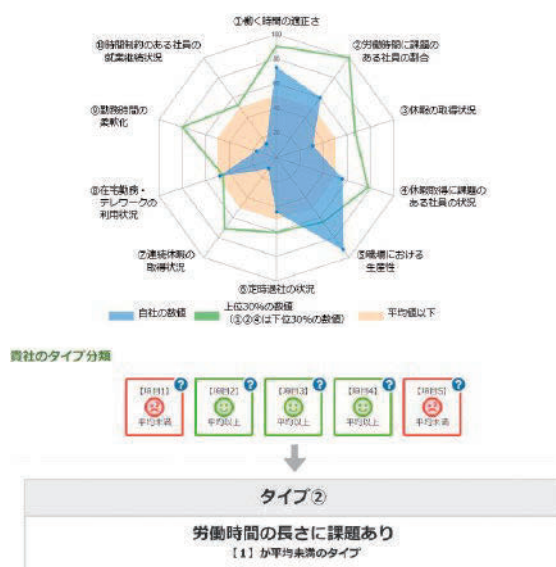 ①働く時間の適正さ
100
80
60
40
20
②労働時間に課題の
ある社員の割合
③休暇の取得状況
④休暇取得に課題の
ある社員の状況
⑤職場における
生産性
⑥定時退社の状況
⑦連続休暇の
取得状況
⑧在宅勤務・
テレワークの
利用状況
⑨勤務時間の
柔軟化
⑩時間制約のある社員の
就業継続状況
自社の数値
上位30%の数値
(①②④は下位30%の数値)
平均値以下
貴社のタイプ分類
【項目1】
?
平均未満
【項目2】
?
平均以上
【項目3】
?
平均以上
【項目4】
?
平均以上
【項目5】
?
平均未満
タイプ②
労働時間の長さに課題あり
【1】が平均未満のタイプ